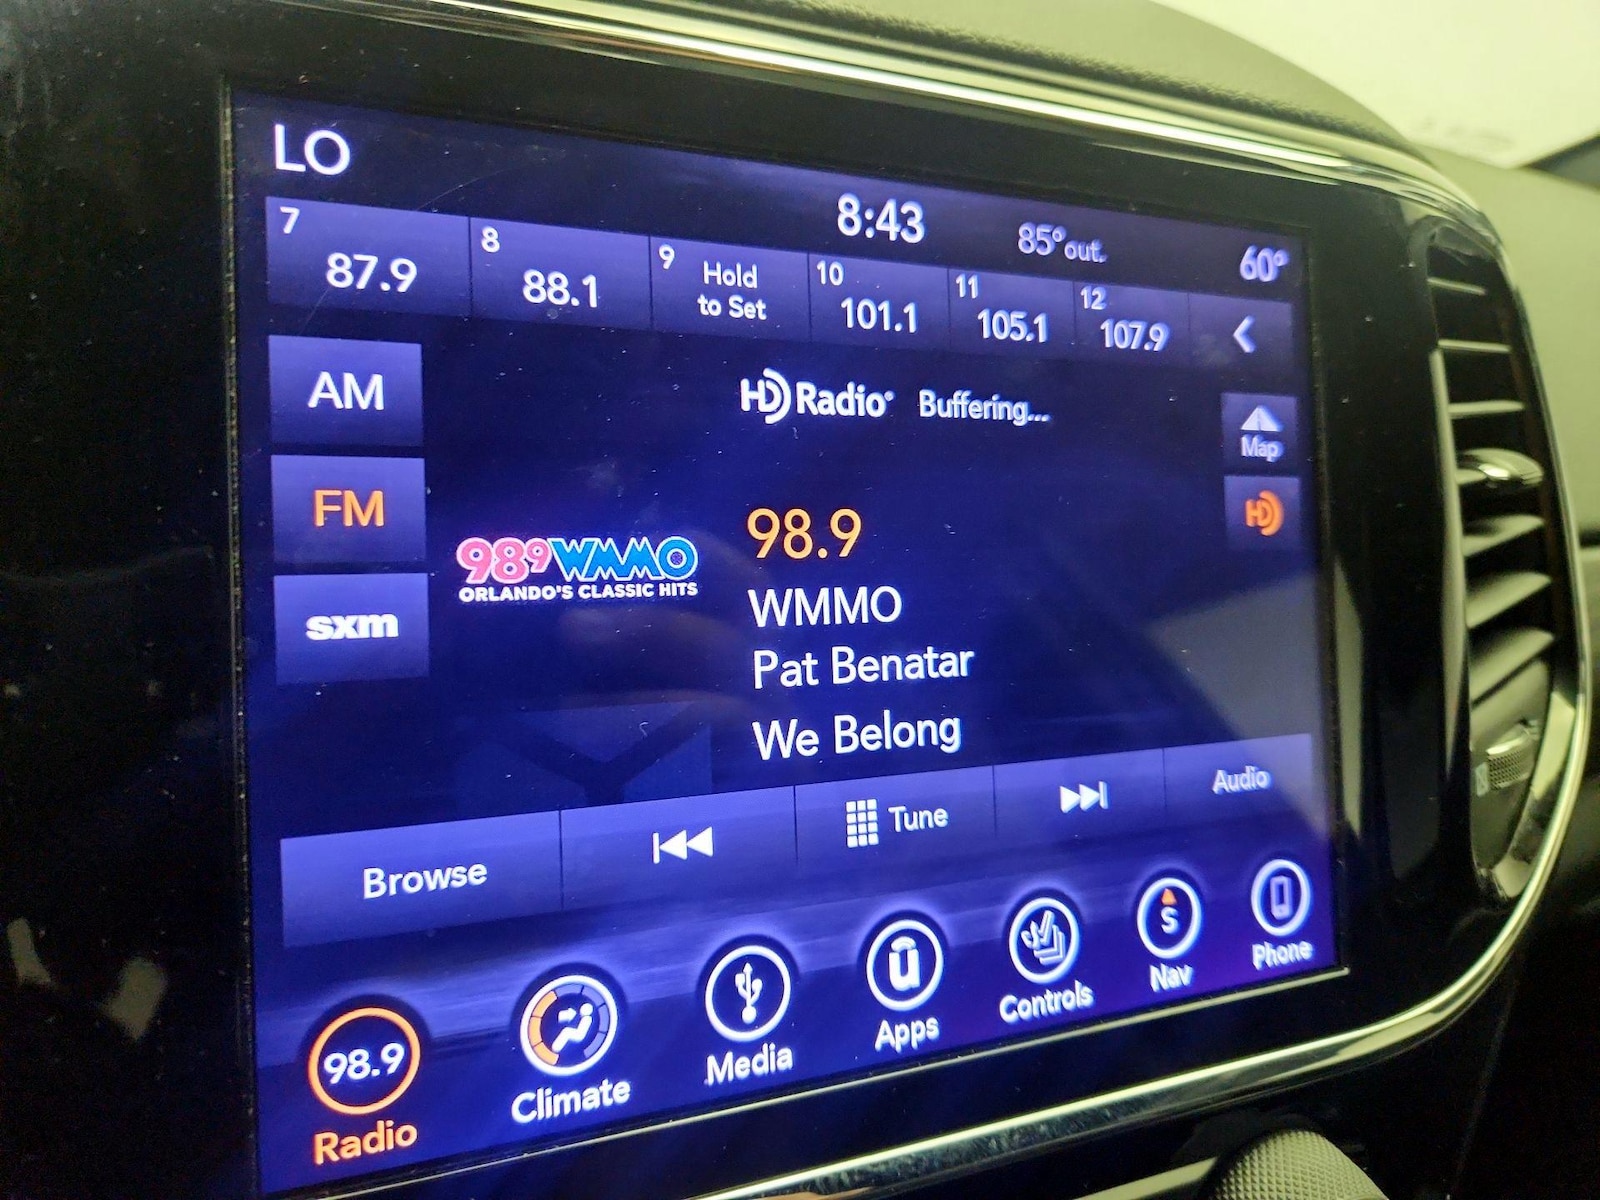 LO
8:43
85° out.
60°
7
87.9
8
88.1
9
Hold
to Set
10
101.1
11
105.1
12
107.9
AM
HD Radio® Buffering...
Map
FM
HD
98.9
989 WMMO
ORLANDO'S CLASSIC HITS
WMMO
sxm
Pat Benatar
We Belong
Browse
Tune
Audio
98.9
Radio
Climate
Media
u
Apps
Controls
S
Nav
Phone